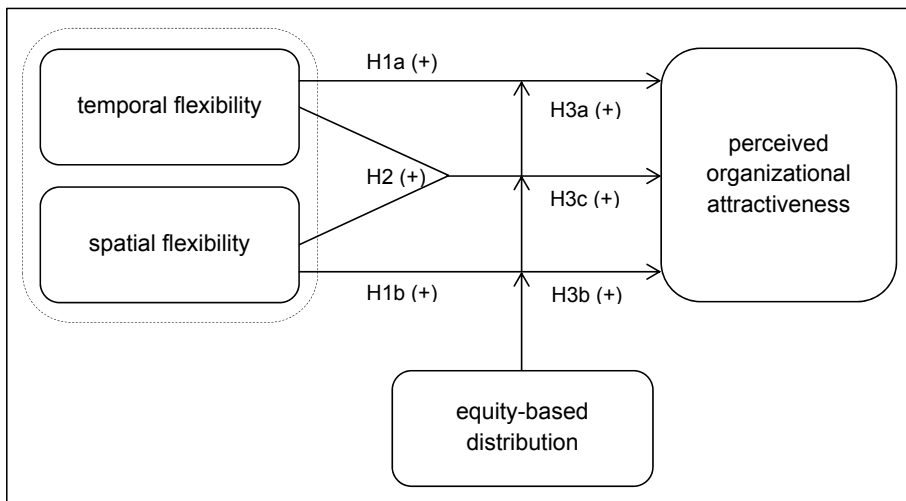 H1a (+)
temporal flexibility
H3a (+)
perceived
organizational
attractiveness
H2 (+)
H3c (+)
spatial flexibility
H1b (+)
H3b (+)
equity-based
distribution